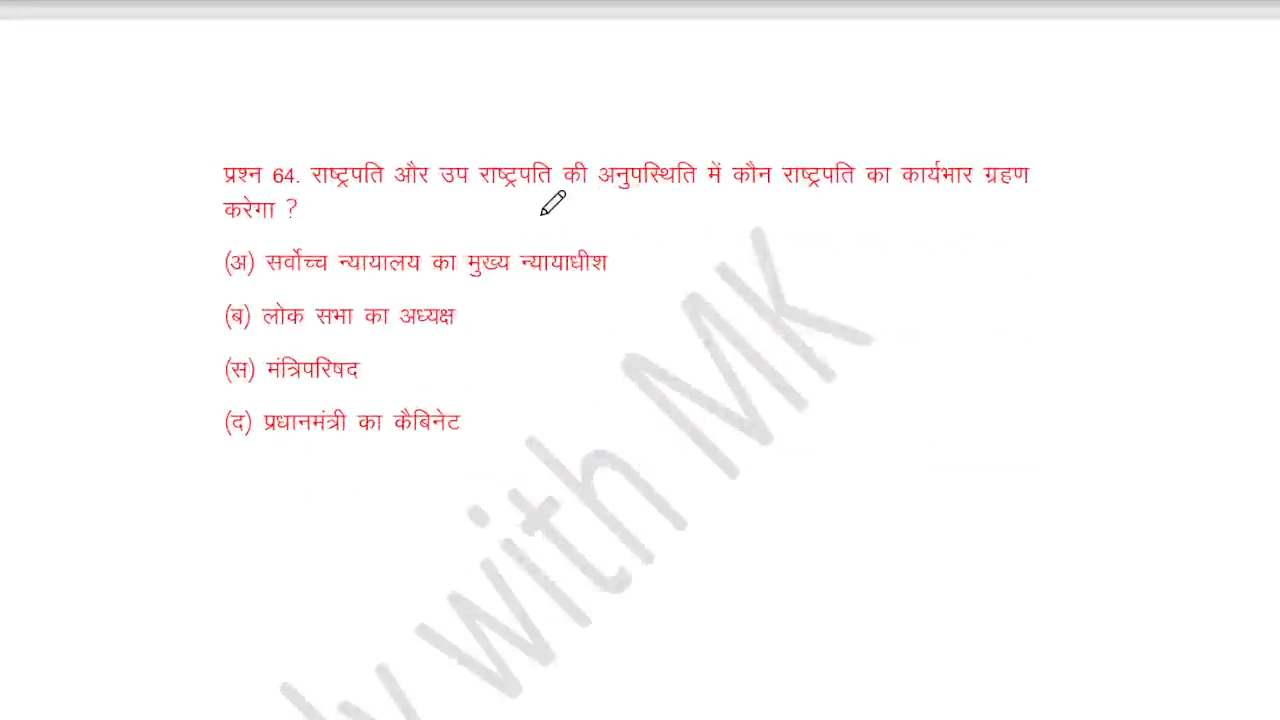 प्रश्न 64. राष्ट्रपति और उप राष्ट्रपति की अनुपस्थिति में कौन राष्ट्रपति का कार्यभार ग्रहण
करेगा ?
(अ) सर्वोच्च न्यायालय का मुख्य न्यायाधीश
(ब) लोक सभा का अध्यक्ष
(स) मंत्रिपरिषद
(द) प्रधानमंत्री का कैबिनेट
with MK